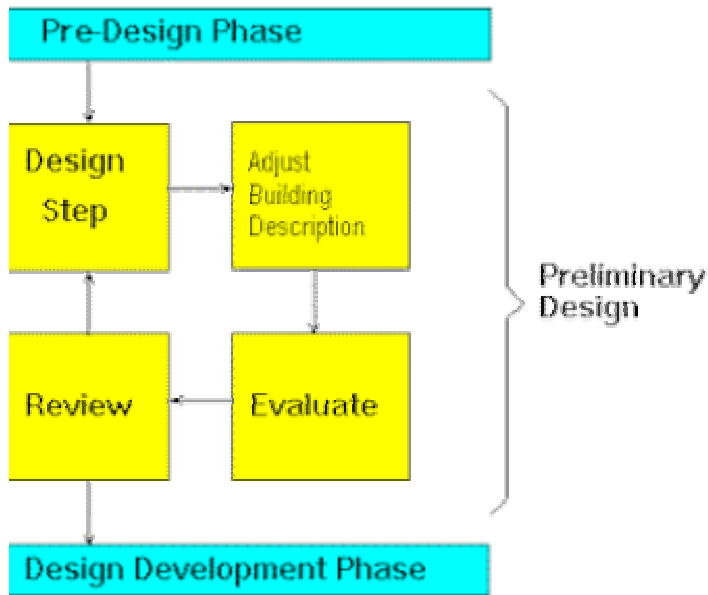 Pre-Design Phase
Design
Step
Adjust
Building
Description
Preliminary
Design
Review
Evaluate
Design Development Phase